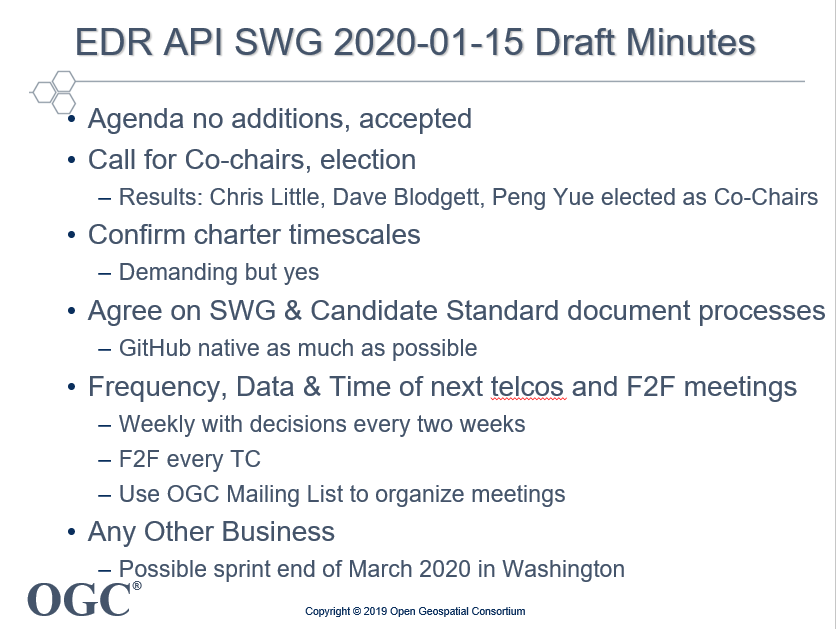 EDR API SWG 2020-01-15 Draft Minutes
• Agenda no additions, accepted
• Call for Co-chairs, election
– Results: Chris Little, Dave Blodgett, Peng Yue elected as Co-Chairs
• Confirm charter timescales
– Demanding but yes
• Agree on SWG & Candidate Standard document processes
– GitHub native as much as possible
• Frequency, Data & Time of next telcos and F2F meetings
– Weekly with decisions every two weeks
– F2F every TC
– Use OGC Mailing List to organize meetings
• Any Other Business
– Possible sprint end of March 2020 in Washington
OGC®
Copyright © 2019 Open Geospatial Consortium